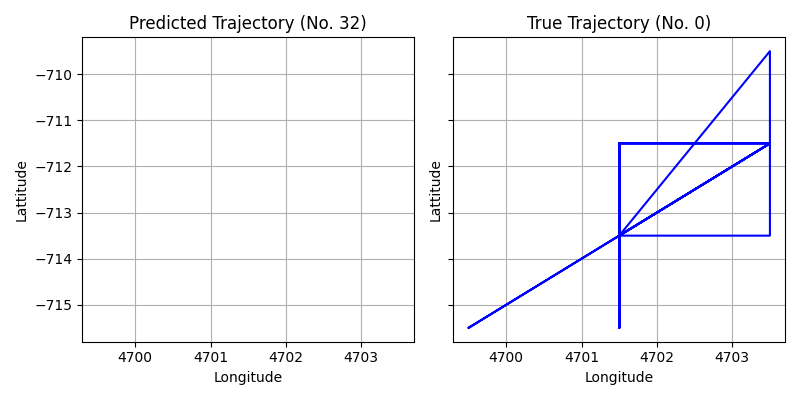 Predicted Trajectory (No. 32)
True Trajectory (No. 0)
−710
−711
−712
−713
−714
−715
Lattitude
Lattitude
4700 4701 4702 4703
4700 4701 4702 4703
Longitude
Longitude